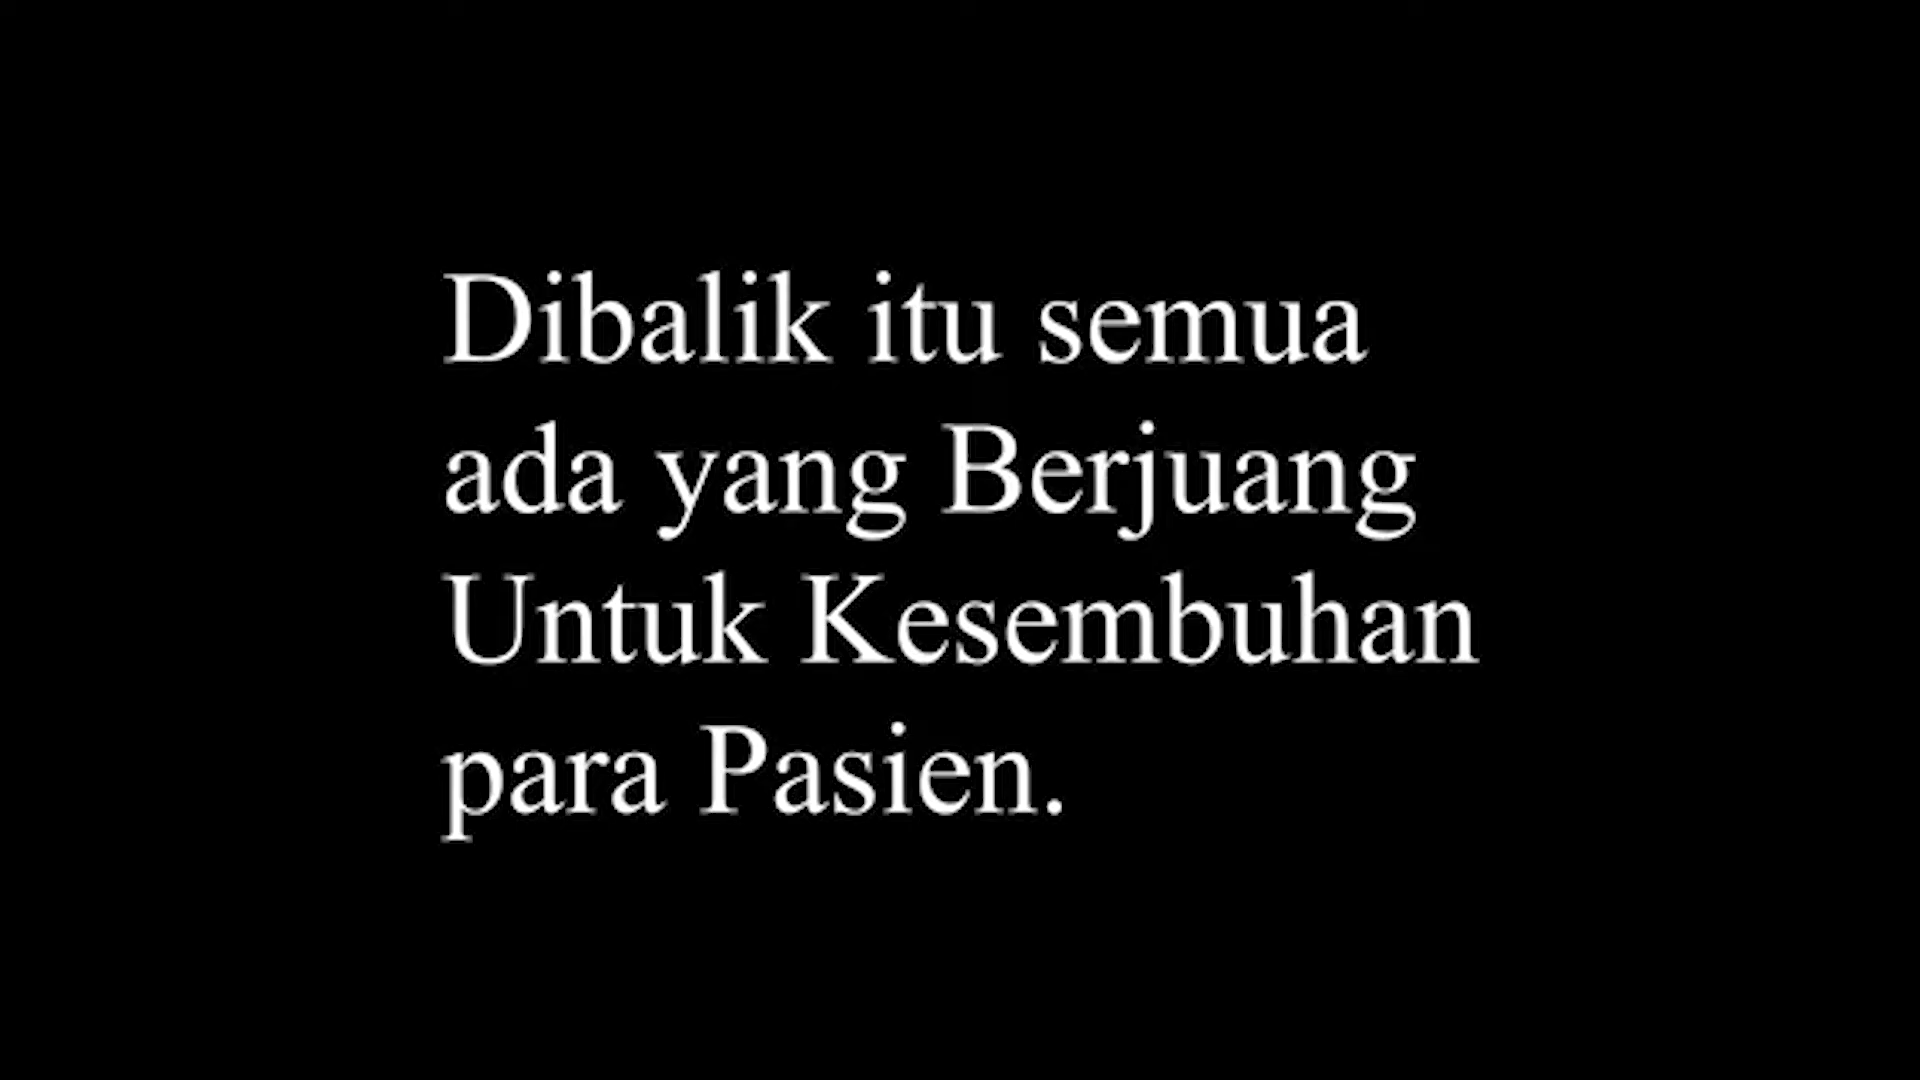 Dibalik itu semua
ada yang Berjuang
Untuk Kesembuhan
para Pasien.